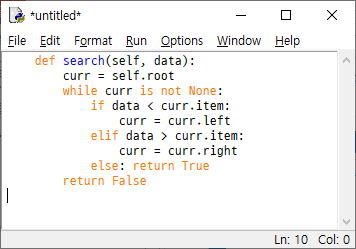 *untitled*
File Edit Format Run Options Window Help
    def search(self, data):
        curr = self.root
        while curr is not None:
            if data < curr.item:
                curr = curr.left
            elif data > curr.item:
                curr = curr.right
            else: return True
        return False
Ln: 10 Col: 0